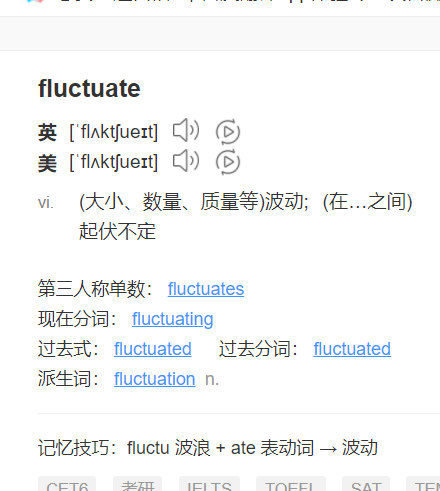 fluctuate
英 [ˈflʌktʃueɪt]
美 [ˈflʌktʃueɪt]
vi. (大小、数量、质量等)波动; (在…之间)
起伏不定
第三人称单数: fluctuates
现在分词: fluctuating
过去式: fluctuated 过去分词: fluctuated
派生词: fluctuation n.
记忆技巧: fluctu 波浪 + ate 表动词 → 波动
CET6 考研 IELTS TOEFL SAT